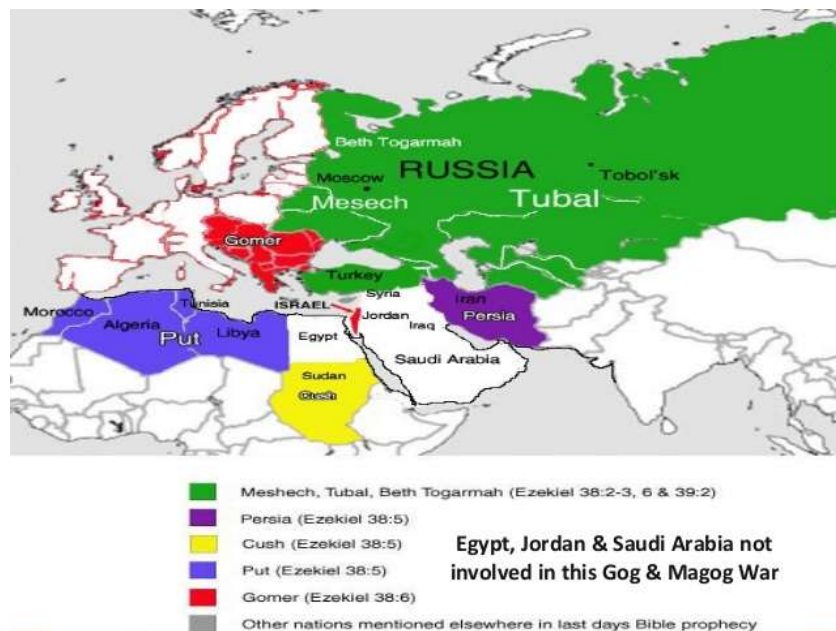 Beth Togarmah
RUSSIA
Moscow
Tobol'sk
Mesech
Tubal
Gomer
Turkey
Syria
Iran
Persia
ISRAEL
Jordan
Iraq
Morocco
Tunisia
Algeria
Libya
Put
Egypt
Saudi Arabia
Sudan
Cush
Meshech, Tubal, Beth Togarmah (Ezekiel 38:2-3, 6 & 39:2)
Persia (Ezekiel 38:5)
Cush (Ezekiel 38:5)
Put (Ezekiel 38:5)
Gomer (Ezekiel 38:6)
Other nations mentioned elsewhere in last days Bible prophecy
Egypt, Jordan & Saudi Arabia not
involved in this Gog & Magog War